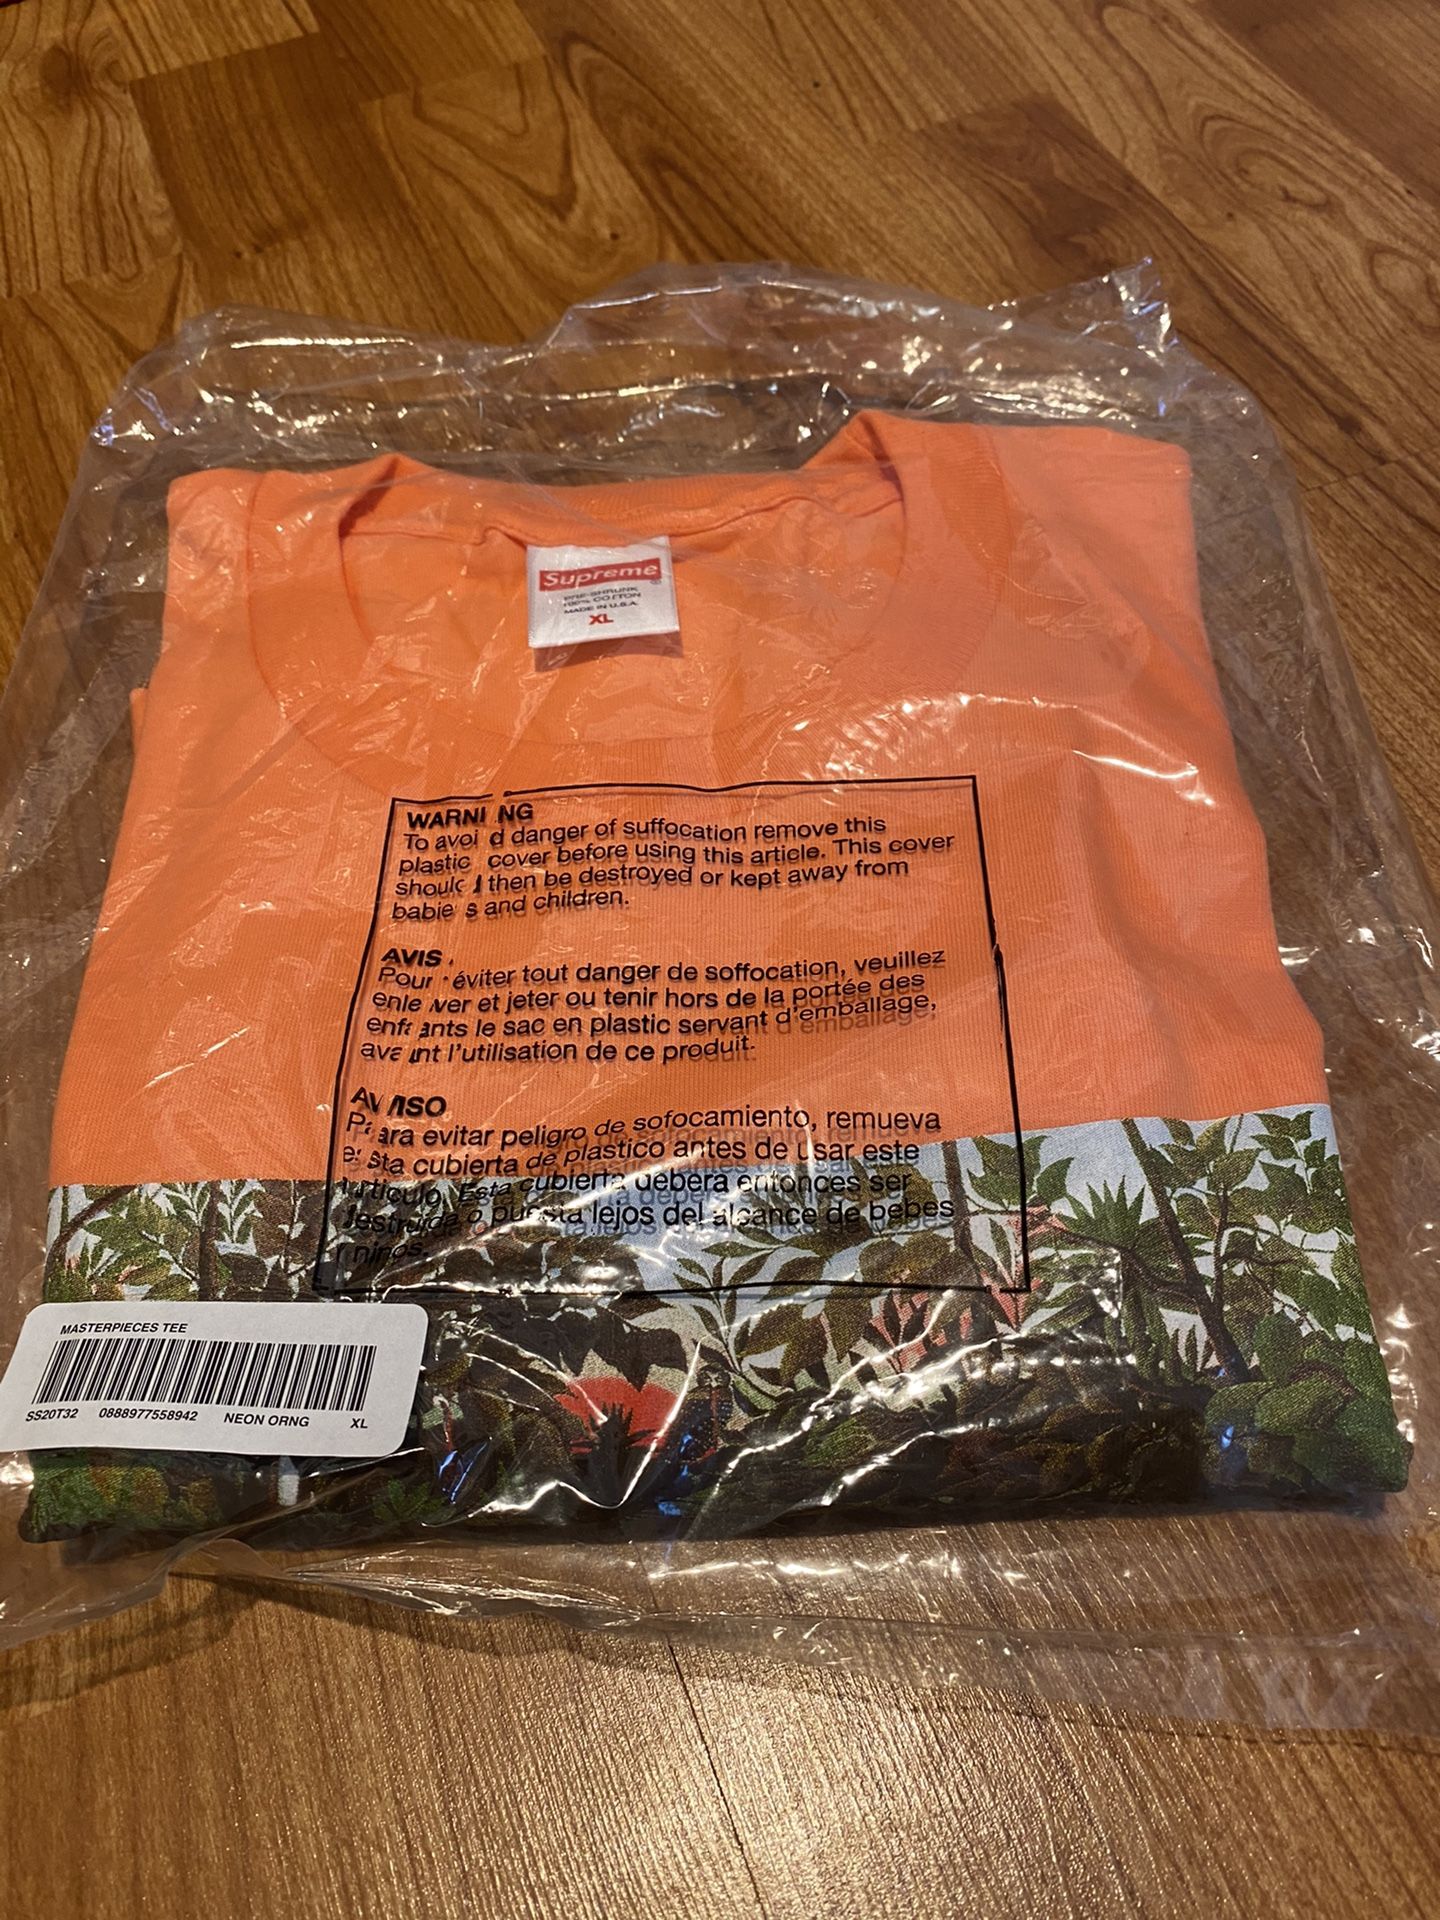 Supreme
PRE-SHRUNK
100% COTTON
MADE IN U.S.A.
XL
WARNI NG
To avoi d danger of suffocation remove this
plastic cover before using this article. This cover
should then be destroyed or kept away from
babie s and children.
AVIS
Pour éviter tout danger de soffocation, veuillez
enlever et jeter ou tenir hors de la portée des
enfants le sac en plastic servant d'emballage,
avant l'utilisation de ce produit.
AVISO
Para evitar peligro de sofocamiento, remueva
esta cubierta de plastico antes de usar este
articulo. Esta cubierta debera entonces ser
destruida o puesta lejos del alcance de bebes
ninos.
MASTERPIECES TEE
SS20T32 0888977558942 NEON ORNG XL